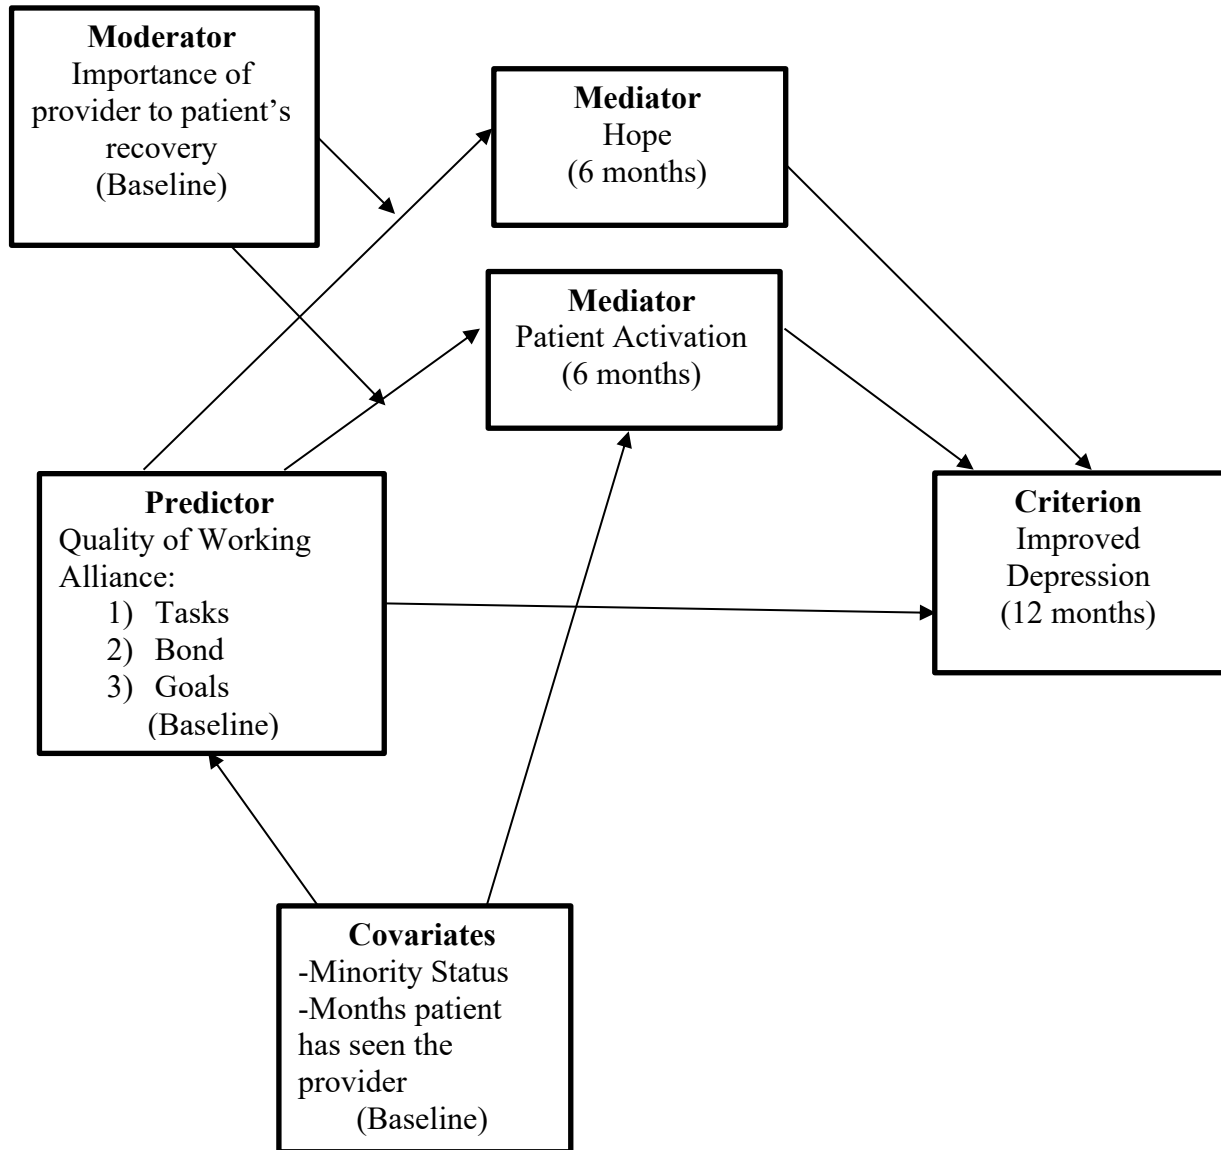 Moderator
Importance of
provider to patient's
recovery
(Baseline)
Mediator
Hope
(6 months)
Mediator
Patient Activation
(6 months)
Predictor
Quality of Working
Alliance:
1) Tasks
2) Bond
3) Goals
(Baseline)
Criterion
Improved
Depression
(12 months)
Covariates
-Minority Status
-Months patient
has seen the
provider
(Baseline)